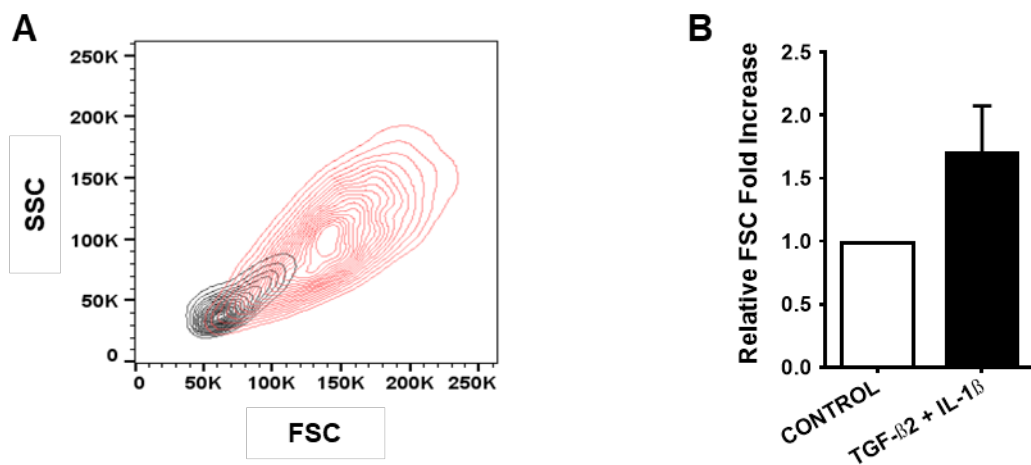 A
250K
200K
150K
100K
50K
0
SSC
0 50K 100K 150K 200K 250K
FSC
B
2.5
2.0
1.5
1.0
0.5
0.0
Relative FSC Fold Increase
CONTROL
TGF-ß2 + IL-1ß